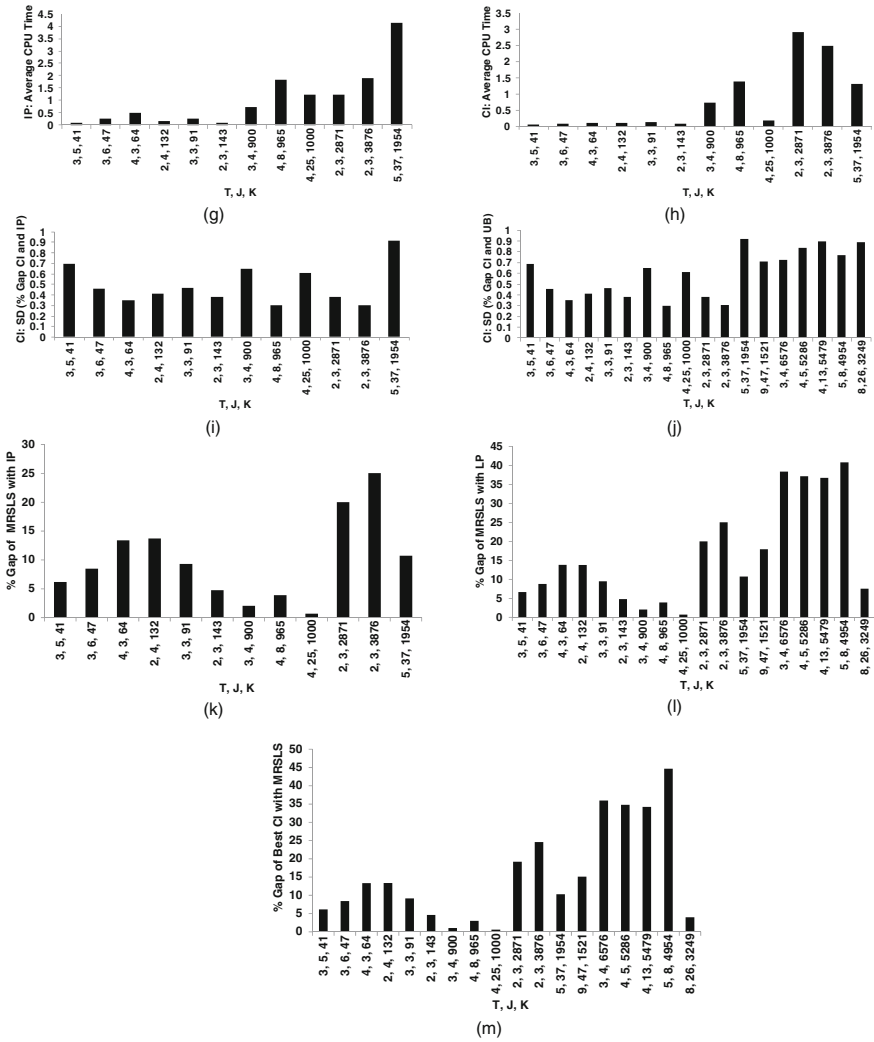 IP: Average CPU Time
4.5
4
3.5
3
2.5
2
1.5
1
0.5
0
3, 5, 41
3, 6, 47
4, 3, 64
2, 4, 132
3, 3, 91
2, 3, 143
3, 4, 900
4, 8, 965
4, 25, 1000
2, 3, 2871
2, 3, 3876
5, 37, 1954
T, J, K
(g)
CI: Average CPU Time
3.5
3
2.5
2
1.5
1
0.5
0
3, 5, 41
3, 6, 47
4, 3, 64
2, 4, 132
3, 3, 91
2, 3, 143
3, 4, 900
4, 8, 965
4, 25, 1000
2, 3, 2871
2, 3, 3876
5, 37, 1954
T, J, K
(h)
CI: SD (% Gap CI and IP)
1
0.9
0.8
0.7
0.6
0.5
0.4
0.3
0.2
0.1
0
3, 5, 41
3, 6, 47
4, 3, 64
2, 4, 132
3, 3, 91
2, 3, 143
3, 4, 900
4, 8, 965
4, 25, 1000
2, 3, 2871
2, 3, 3876
5, 37, 1954
T, J, K
(i)
CI: SD (% Gap CI and UB)
1
0.9
0.8
0.7
0.6
0.5
0.4
0.3
0.2
0.1
0
3, 5, 41
3, 6, 47
4, 3, 64
2, 4, 132
3, 3, 91
2, 3, 143
3, 4, 900
4, 8, 965
4, 25, 1000
2, 3, 2871
2, 3, 3876
5, 37, 1954
9, 47, 1521
3, 4, 6576
4, 5, 5286
4, 13, 5479
5, 8, 4954
8, 26, 3249
T, J, K
(j)
% Gap of MRSLS with IP
30
25
20
15
10
5
0
3, 5, 41
3, 6, 47
4, 3, 64
2, 4, 132
3, 3, 91
2, 3, 143
3, 4, 900
4, 8, 965
4, 25, 1000
2, 3, 2871
2, 3, 3876
5, 37, 1954
T, J, K
(k)
% Gap of MRSLS with LP
45
40
35
30
25
20
15
10
5
0
3, 5, 41
3, 6, 47
4, 3, 64
2, 4, 132
3, 3, 91
2, 3, 143
3, 4, 900
4, 8, 965
4, 25, 1000
2, 3, 2871
2, 3, 3876
5, 37, 1954
9, 47, 1521
3, 4, 6576
4, 5, 5286
4, 13, 5479
5, 8, 4954
8, 26, 3249
T, J, K
(l)
% Gap of Best CI with MRSLS
50
45
40
35
30
25
20
15
10
5
0
3, 5, 41
3, 6, 47
4, 3, 64
2, 4, 132
3, 3, 91
2, 3, 143
3, 4, 900
4, 8, 965
4, 25, 1000
2, 3, 2871
2, 3, 3876
5, 37, 1954
9, 47, 1521
3, 4, 6576
4, 5, 5286
4, 13, 5479
5, 8, 4954
8, 26, 3249
T, J, K
(m)